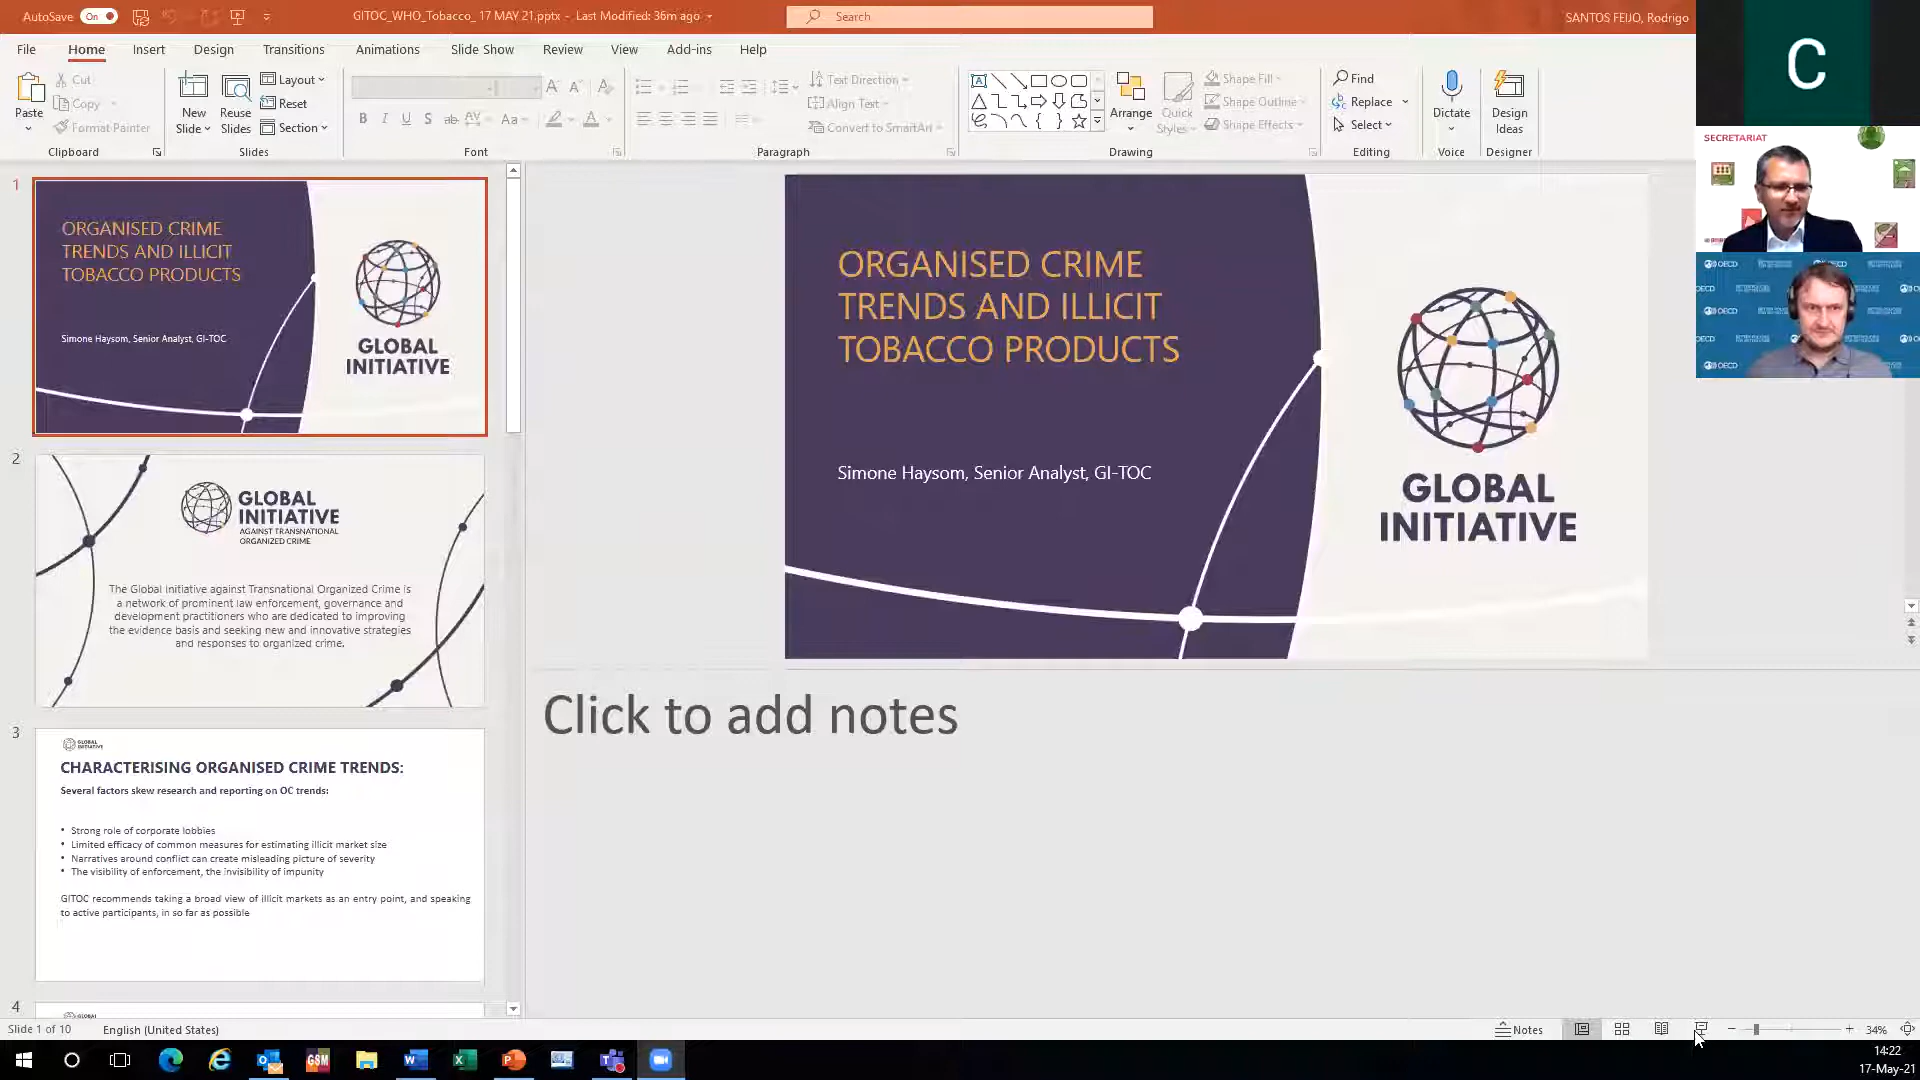 AutoSave On
GITOC_WHO_Tobacco_ 17 MAY 21.pptx - Last Modified: 36m ago
Search
SANTOS FEIJO, Rodrigo
File Home Insert Design Transitions Animations Slide Show Review View Add-ins Help
Paste
Cut
Copy
Format Painter
Clipboard
New Slide
Reuse Slides
Layout
Reset
Section
Slides
Font
Text Direction
Align Text
Convert to SmartArt
Paragraph
Arrange
Quick Styles
Shape Fill
Shape Outline
Shape Effects
Drawing
Find
Replace
Select
Editing
Dictate
Voice
Design Ideas
Designer
C
SECRETARIAT
OECD
1
ORGANISED CRIME
TRENDS AND ILLICIT
TOBACCO PRODUCTS
Simone Haysom, Senior Analyst, GI-TOC
GLOBAL
INITIATIVE
2
GLOBAL
INITIATIVE
AGAINST TRANSNATIONAL
ORGANIZED CRIME
The Global Initiative against Transnational Organized Crime is
a network of prominent law enforcement, governance and
development practitioners who are dedicated to improving
the evidence basis and seeking new and innovative strategies
and responses to organized crime.
3
GLOBAL
INITIATIVE
CHARACTERISING ORGANISED CRIME TRENDS:
Several factors skew research and reporting on OC trends:
• Strong role of corporate lobbies
• Limited efficacy of common measures for estimating illicit market size
• Narratives around conflict can create misleading picture of severity
• The visibility of enforcement, the invisibility of impunity
GITOC recommends taking a broad view of illicit markets as an entry point, and speaking
to active participants, in so far as possible
4
ORGANISED CRIME
TRENDS AND ILLICIT
TOBACCO PRODUCTS
Simone Haysom, Senior Analyst, GI-TOC
GLOBAL
INITIATIVE
Click to add notes
Slide 1 of 10
English (United States)
Notes
34%
GSM
14:22
17-May-21